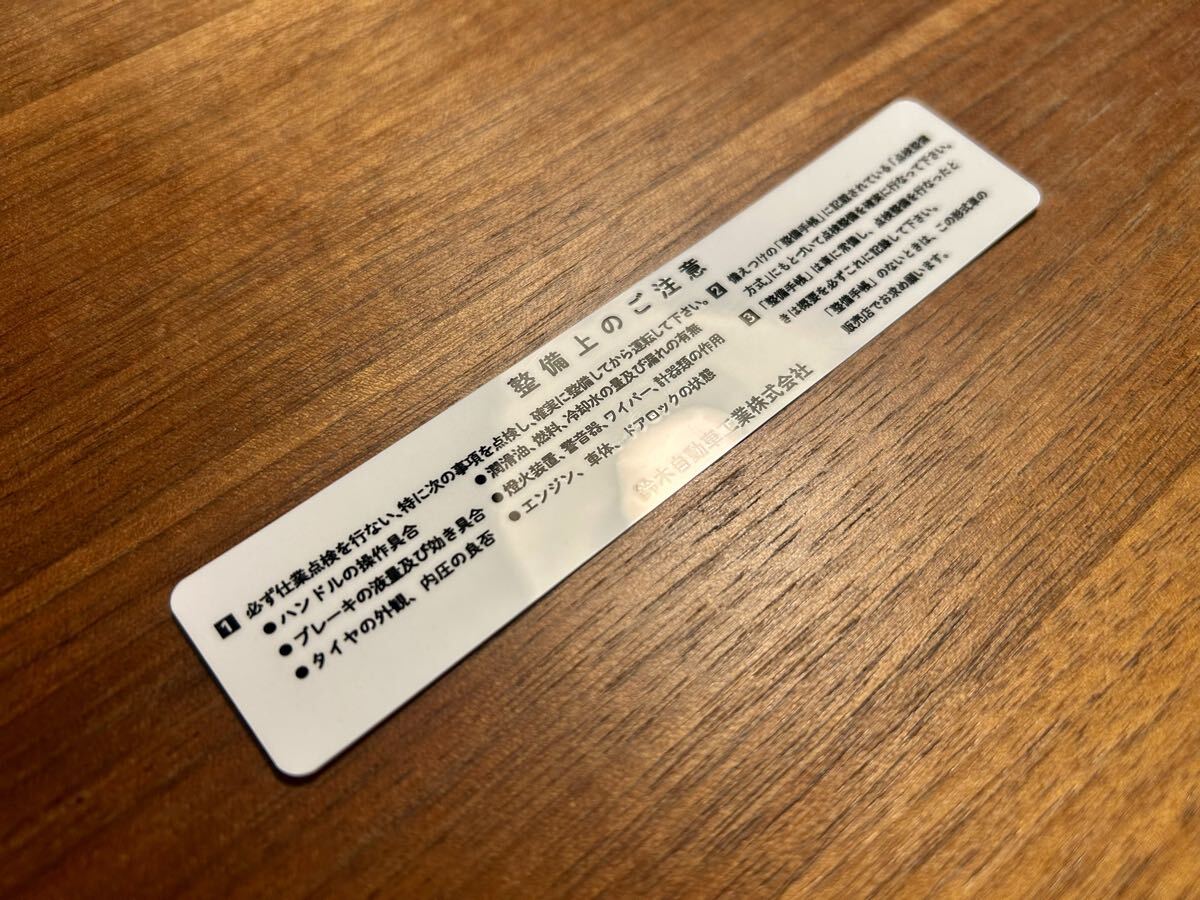 整備上のご注意
1 必ず仕業点検を行ない、特に次の事項を点検し、確実に整備してから運転して下さい。
●ハンドルの操作具合
●ブレーキの液量及び効き具合
●タイヤの外観、内圧の良否
●潤滑油、燃料、冷却水の量及び漏れの有無
●燈火装置、警音器、ワイパー、計器類の作用
●エンジン、車体、ドアロックの状態
2 備えつけの「整備手帳」に記載されている「点検整備
方式」にもとづいて点検整備を確実に行なって下さい。
3 「整備手帳」は車に常備し、点検整備を行なったと
きは概要を必ずこれに記録して下さい。
「整備手帳」のないときは、この形式車の
販売店でお求め願います。
鈴木自動車工業株式会社